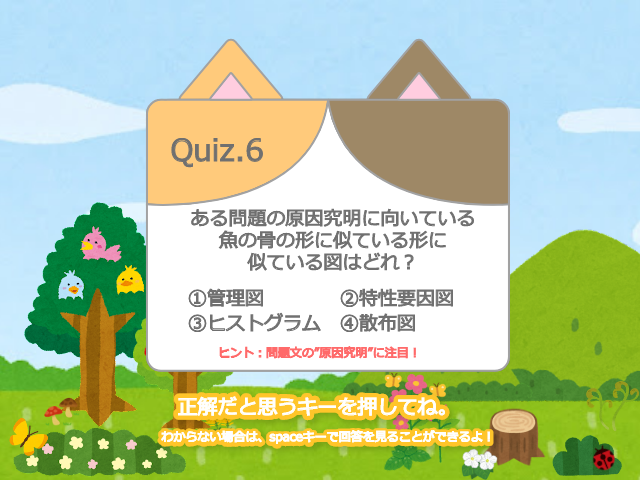 Quiz.6
ある問題の原因究明に向いている
魚の骨の形に似ている形に
似ている図はどれ？
①管理図 ②特性要因図
③ヒストグラム ④散布図
ヒント：問題文の”原因究明”に注目！
正解だと思うキーを押してね。
わからない場合は、spaceキーで回答を見ることができるよ！